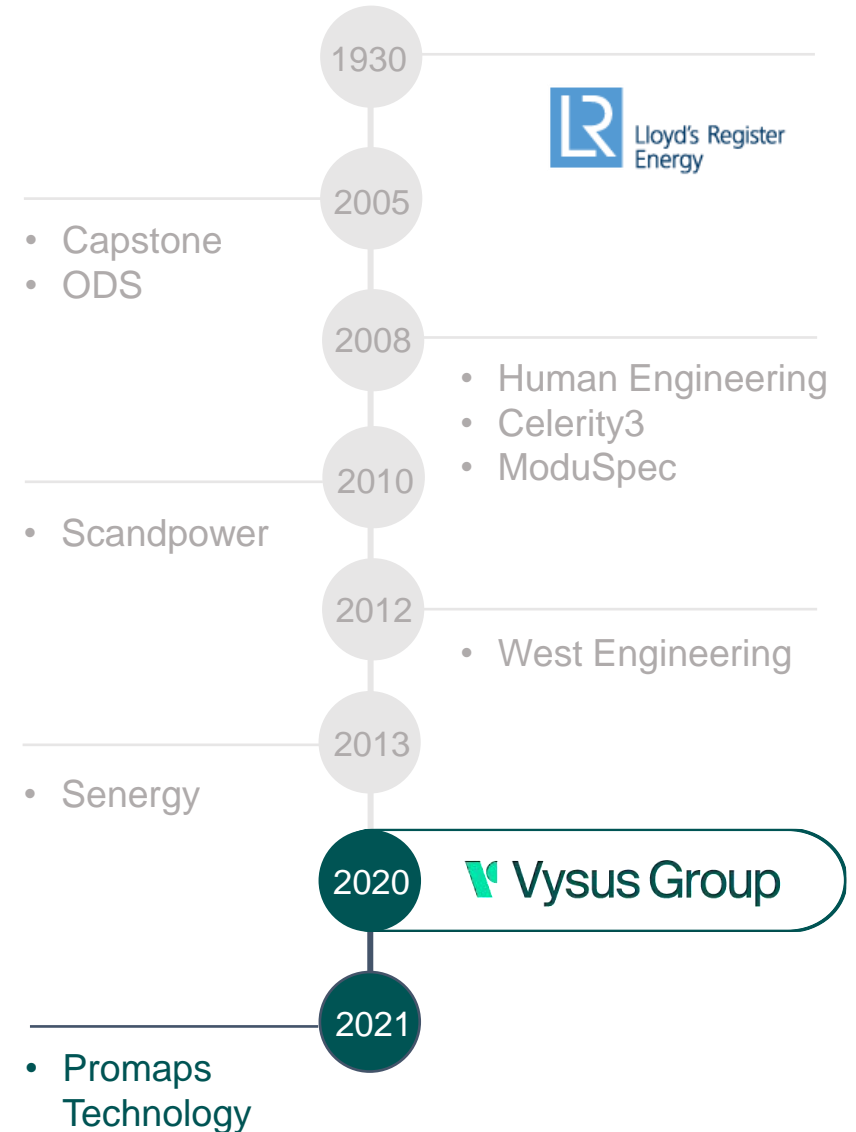 1930
Lloyd's Register
Energy
2005
• Capstone
• ODS
2008
• Human Engineering
• Celerity3
• ModuSpec
2010
• Scandpower
2012
• West Engineering
2013
• Senergy
2020
Vysus Group
2021
• Promaps
Technology